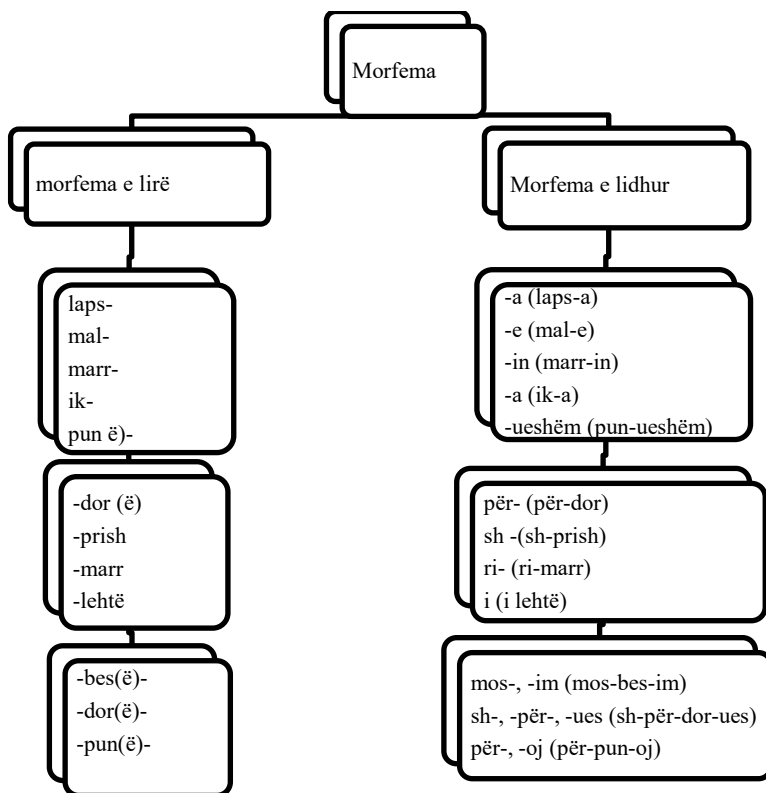 Morfema
morfema e lirë
Morfema e lidhur
laps-
mal-
marr-
ik-
pun ë)-
-a (laps-a)
-e (mal-e)
-in (marr-in)
-a (ik-a)
-ueshëm (pun-ueshëm)
-dor (ë)
-prish
-marr
-lehtë
për- (për-dor)
sh -(sh-prish)
ri- (ri-marr)
i (i lehtë)
-bes(ë)-
-dor(ë)-
-pun(ë)-
mos-, -im (mos-bes-im)
sh-, -për-, -ues (sh-për-dor-ues)
për-, -oj (për-pun-oj)